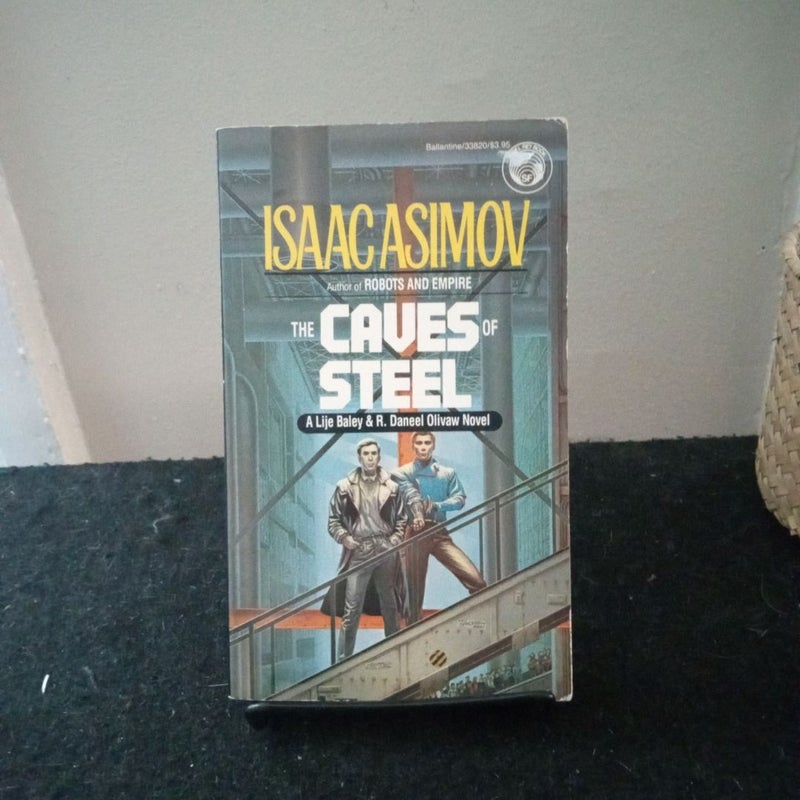 Ballantine/33820/$3.95
SF
ISAAC ASIMOV
Author of ROBOTS AND EMPIRE
THE CAVES OF
STEEL
A Lije Baley & R. Daneel Olivaw Novel